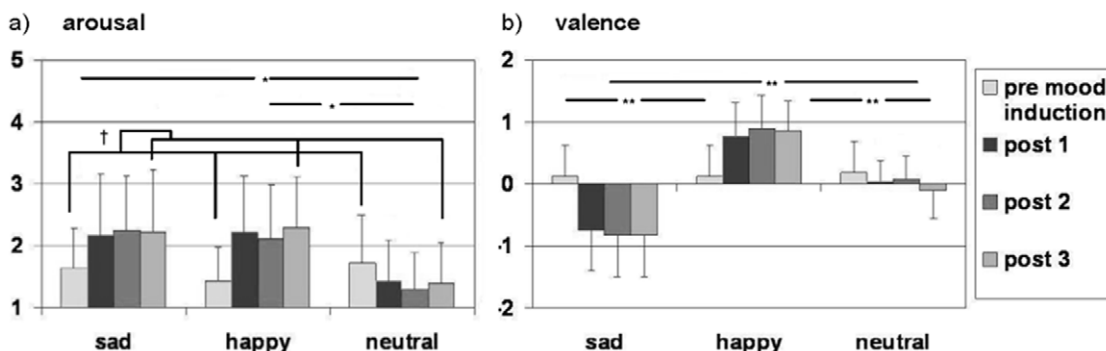 a) arousal
5
4
3
2
1
*
*
†
sad happy neutral
b) valence
2
1
0
-1
-2
**
** **
sad happy neutral
pre mood
induction
post 1
post 2
post 3